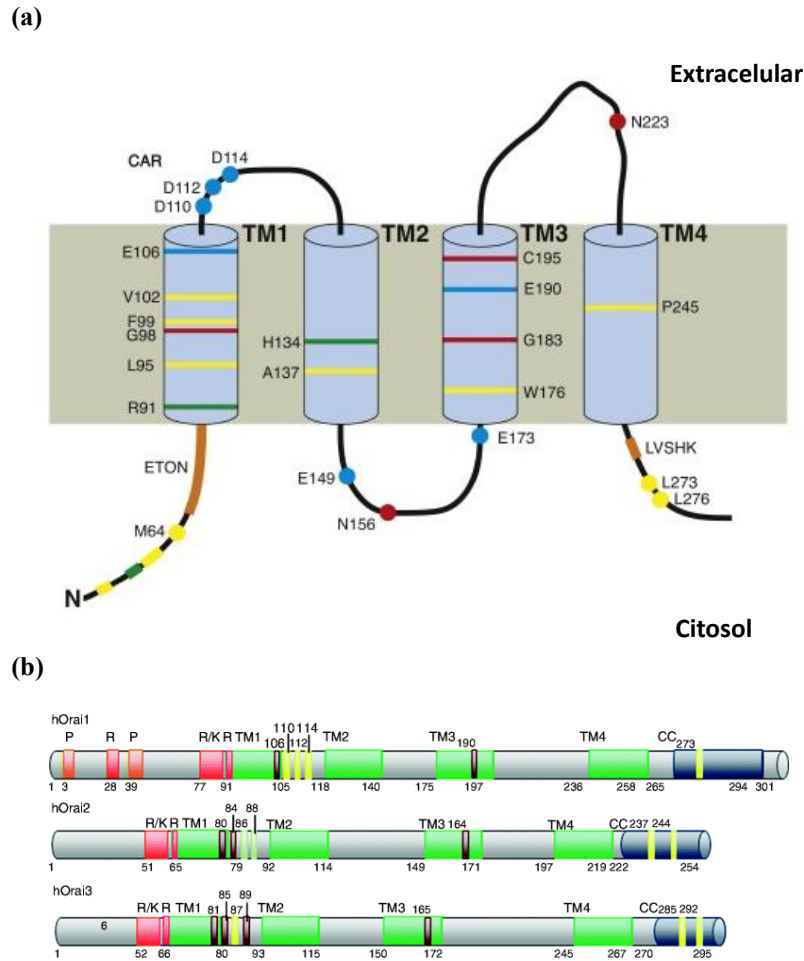 (a)
Extracelular
N223
CAR
D114
D112
D110
TM1 TM2 TM3 TM4
E106
C195
V102
E190
P245
F99
G98
H134
G183
L95
A137
W176
R91
E173
LVSHK
ETON
E149
L273
L276
M64
N156
N
Citosol
(b)
hOrai1
P R P R/K R TM1 106 110 112 114 TM2 TM3 190 TM4 CC 273
1 3 28 39 77 91 105 118 140 175 197 236 258 265 294 301
hOrai2
R/K R TM1 80 84 86 88 TM2 TM3 164 TM4 CC 237 244
1 51 65 79 92 114 149 171 197 219 222 254
hOrai3
R/K R TM1 81 85 87 89 TM2 TM3 165 TM4 CC 285 292
6
1 52 66 80 93 115 150 172 245 267 270 295